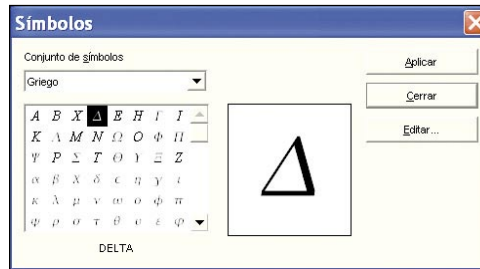 Símbolos
Conjunto de símbolos
Griego
Aplicar
Cerrar
Editar...
Α Β Χ Δ Ε Η Γ Ι
Κ Λ Μ Ν Ω Ο Φ Π
Ψ Ρ Σ Τ Θ Υ Ξ Ζ
α β χ δ ϵ η γ ι
κ λ μ ν ω ο ϕ π
ψ ρ σ τ θ υ ε φ
Δ
DELTA